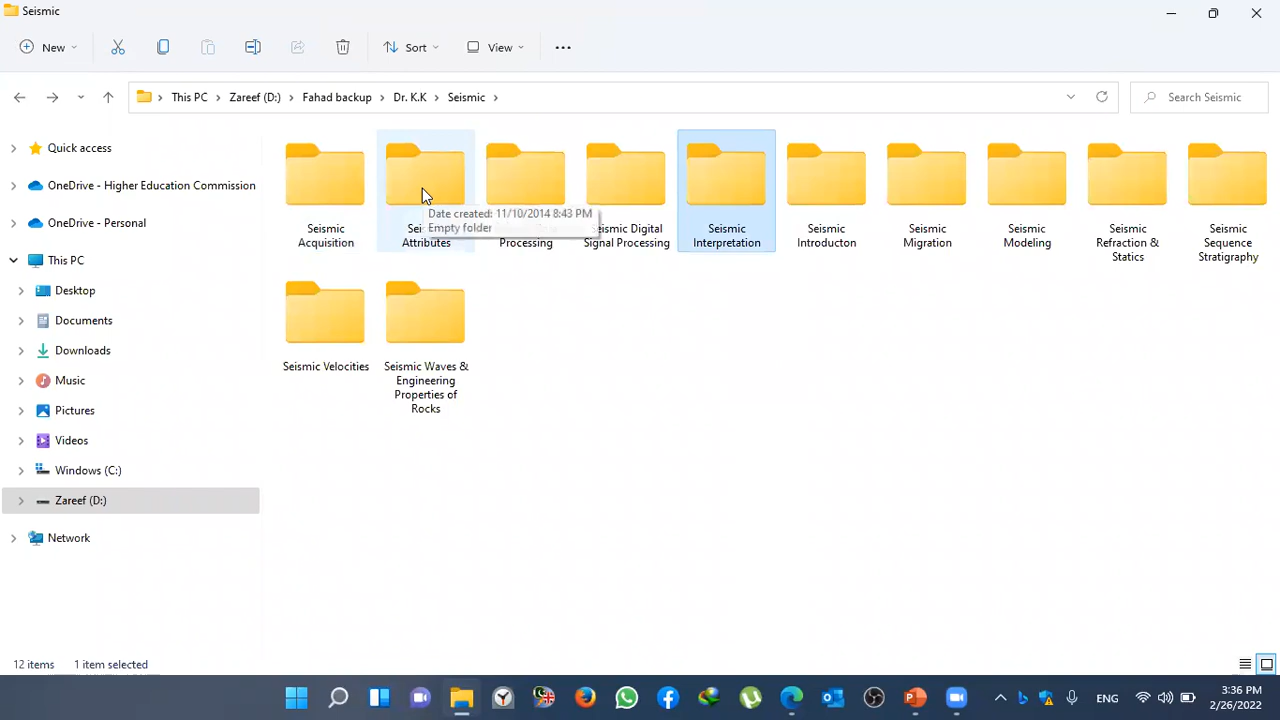 Seismic
New
Sort
View
This PC
Zareef (D:)
Fahad backup
Dr. K.K
Seismic
Search Seismic
Quick access
OneDrive - Higher Education Commission
OneDrive - Personal
This PC
Desktop
Documents
Downloads
Music
Pictures
Videos
Windows (C:)
Zareef (D:)
Network
Seismic
Acquisition
Attributes
Date created: 11/10/2014 8:43 PM
Empty folder
Processing
Seismic Digital
Signal Processing
Seismic
Interpretation
Seismic
Introducton
Seismic
Migration
Seismic
Modeling
Seismic
Refraction &
Statics
Seismic
Sequence
Stratigraphy
Seismic Velocities
Seismic Waves &
Engineering
Properties of
Rocks
12 items
1 item selected
ENG
3:36 PM
2/26/2022